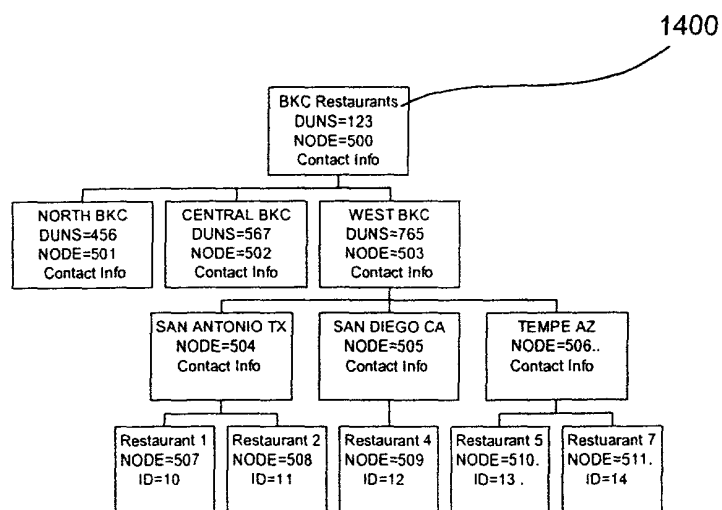 1400
BKC Restaurants
DUNS=123
NODE=500
Contact Info
NORTH BKC
DUNS=456
NODE=501
Contact Info
CENTRAL BKC
DUNS=567
NODE=502
Contact Info
WEST BKC
DUNS=765
NODE=503
Contact Info
SAN ANTONIO TX
NODE=504
Contact Info
SAN DIEGO CA
NODE=505
Contact Info
TEMPE AZ
NODE=506..
Contact Info
Restaurant 1
NODE=507
ID=10
Restaurant 2
NODE=508
ID=11
Restaurant 4
NODE=509
ID=12
Restaurant 5
NODE=510.
ID=13 .
Restuarant 7
NODE=511.
ID=14